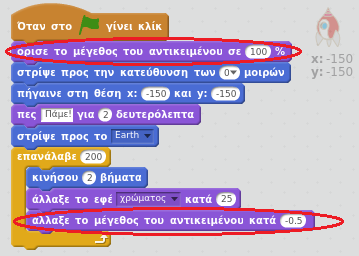 Όταν στο γίνει κλίκ
όρισε το μέγεθος του αντικειμένου σε 100 %
στρίψε προς την κατεύθυνση των 0 μοιρών
πήγαινε στη θέση x: -150 και y: -150
πες Πάμε! για 2 δευτερόλεπτα
στρίψε προς το Earth
επανάλαβε 200
κινήσου 2 βήματα
άλλαξε το εφέ χρώματος κατά 25
άλλαξε το μέγεθος του αντικειμένου κατά -0.5
x: -150
y: -150